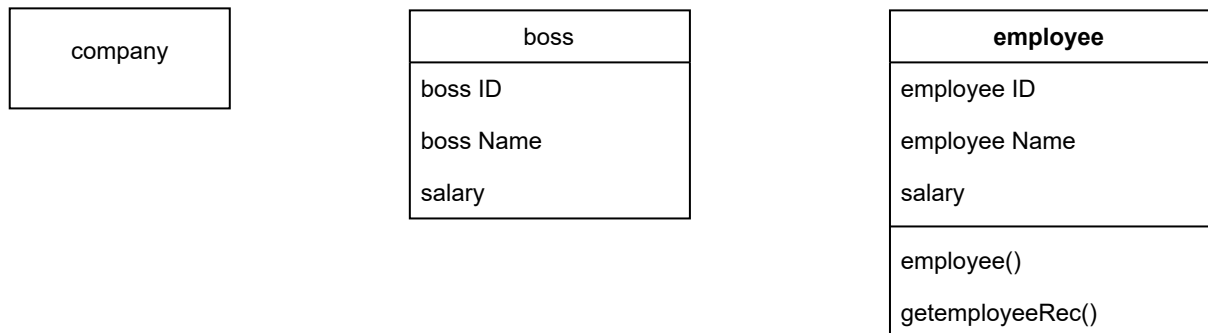 company
boss
boss ID
boss Name
salary
employee
employee ID
employee Name
salary
employee()
getemployeeRec()